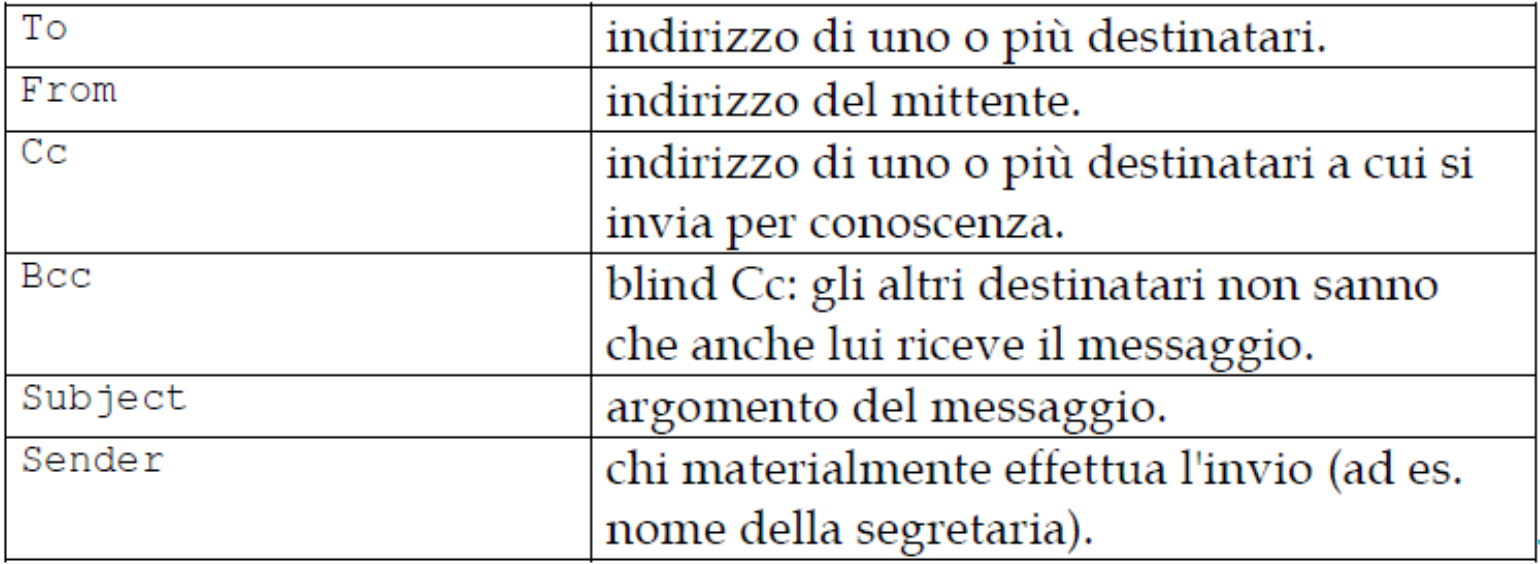 To
indirizzo di uno o più destinatari.
From
indirizzo del mittente.
Cc
indirizzo di uno o più destinatari a cui si
invia per conoscenza.
Bcc
blind Cc: gli altri destinatari non sanno
che anche lui riceve il messaggio.
Subject
argomento del messaggio.
Sender
chi materialmente effettua l'invio (ad es.
nome della segretaria).